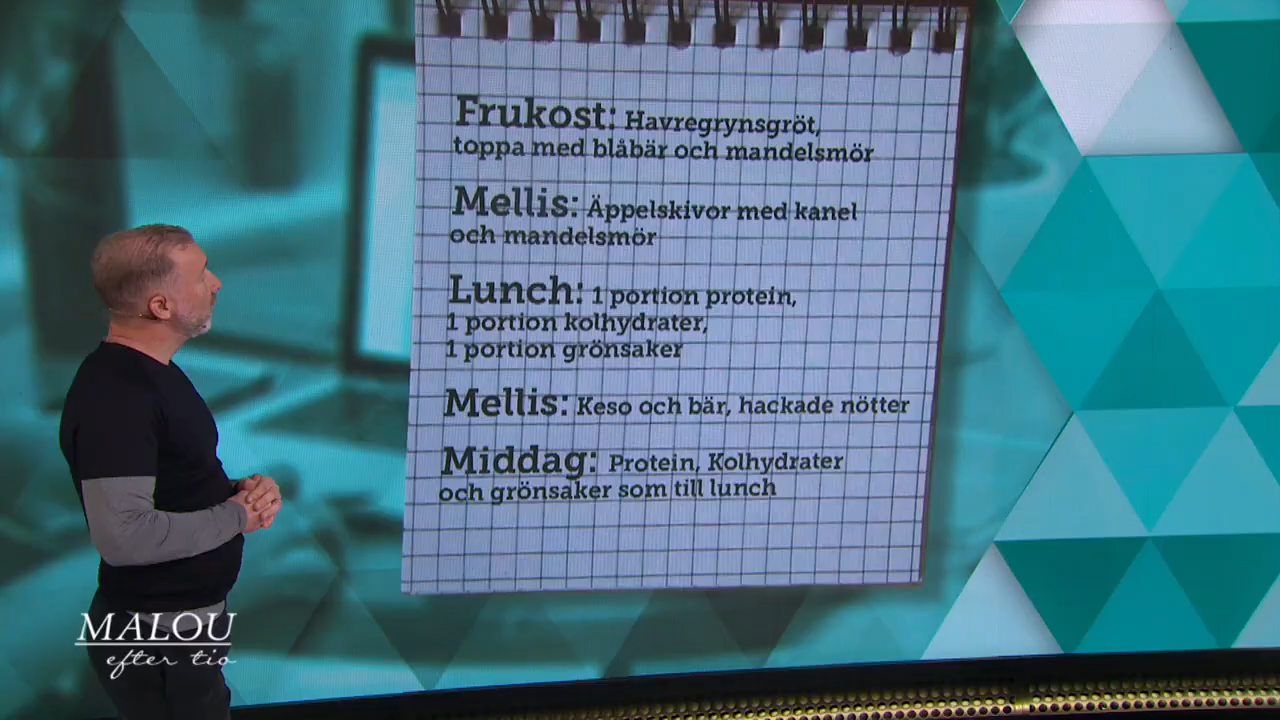 Frukost: Havregrynsgröt,
toppa med blåbär och mandelsmör
Mellis: Äppelskivor med kanel
och mandelsmör
Lunch: 1 portion protein,
1 portion kolhydrater,
1 portion grönsaker
Mellis: Keso och bär, hackade nötter
Middag: Protein, Kolhydrater
och grönsaker som till lunch
MALOU
efter tio